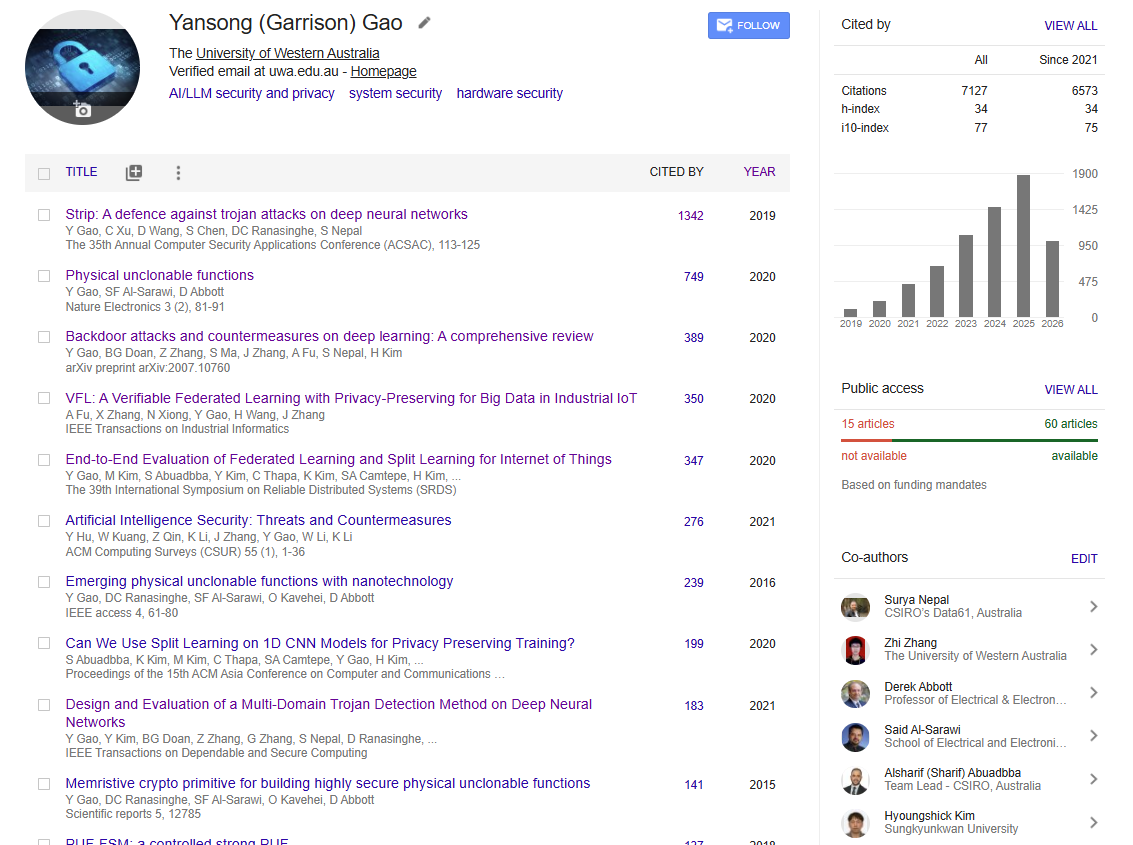 Yansong (Garrison) Gao
The University of Western Australia
Verified email at uwa.edu.au - Homepage
AI/LLM security and privacy system security hardware security
FOLLOW
TITLE CITED BY YEAR
Strip: A defence against trojan attacks on deep neural networks 1342 2019
Y Gao, C Xu, D Wang, S Chen, DC Ranasinghe, S Nepal
The 35th Annual Computer Security Applications Conference (ACSAC), 113-125
Physical unclonable functions 749 2020
Y Gao, SF Al-Sarawi, D Abbott
Nature Electronics 3 (2), 81-91
Backdoor attacks and countermeasures on deep learning: A comprehensive review 389 2020
Y Gao, BG Doan, Z Zhang, S Ma, J Zhang, A Fu, S Nepal, H Kim
arXiv preprint arXiv:2007.10760
VFL: A Verifiable Federated Learning with Privacy-Preserving for Big Data in Industrial IoT 350 2020
A Fu, X Zhang, N Xiong, Y Gao, H Wang, J Zhang
IEEE Transactions on Industrial Informatics
End-to-End Evaluation of Federated Learning and Split Learning for Internet of Things 347 2020
Y Gao, M Kim, S Abuadbba, Y Kim, C Thapa, K Kim, SA Camtepe, H Kim, ...
The 39th International Symposium on Reliable Distributed Systems (SRDS)
Artificial Intelligence Security: Threats and Countermeasures 276 2021
Y Hu, W Kuang, Z Qin, K Li, J Zhang, Y Gao, W Li, K Li
ACM Computing Surveys (CSUR) 55 (1), 1-36
Emerging physical unclonable functions with nanotechnology 239 2016
Y Gao, DC Ranasinghe, SF Al-Sarawi, O Kavehei, D Abbott
IEEE access 4, 61-80
Can We Use Split Learning on 1D CNN Models for Privacy Preserving Training? 199 2020
S Abuadbba, K Kim, M Kim, C Thapa, SA Camtepe, Y Gao, H Kim, ...
Proceedings of the 15th ACM Asia Conference on Computer and Communications ...
Design and Evaluation of a Multi-Domain Trojan Detection Method on Deep Neural 183 2021
Networks
Y Gao, Y Kim, BG Doan, Z Zhang, G Zhang, S Nepal, D Ranasinghe, ...
IEEE Transactions on Dependable and Secure Computing
Memristive crypto primitive for building highly secure physical unclonable functions 141 2015
Y Gao, DC Ranasinghe, SF Al-Sarawi, O Kavehei, D Abbott
Scientific reports 5, 12785
PUF-FSM: a controlled strong PUF 127 2018
Cited by VIEW ALL
All Since 2021
Citations 7127 6573
h-index 34 34
i10-index 77 75
1900
1425
950
475
0
2019 2020 2021 2022 2023 2024 2025 2026
Public access VIEW ALL
15 articles 60 articles
not available available
Based on funding mandates
Co-authors EDIT
Surya Nepal
CSIRO's Data61, Australia
Zhi Zhang
The University of Western Australia
Derek Abbott
Professor of Electrical & Electron...
Said Al-Sarawi
School of Electrical and Electroni...
Alsharif (Sharif) Abuadbba
Team Lead - CSIRO, Australia
Hyoungshick Kim
Sungkyunkwan University